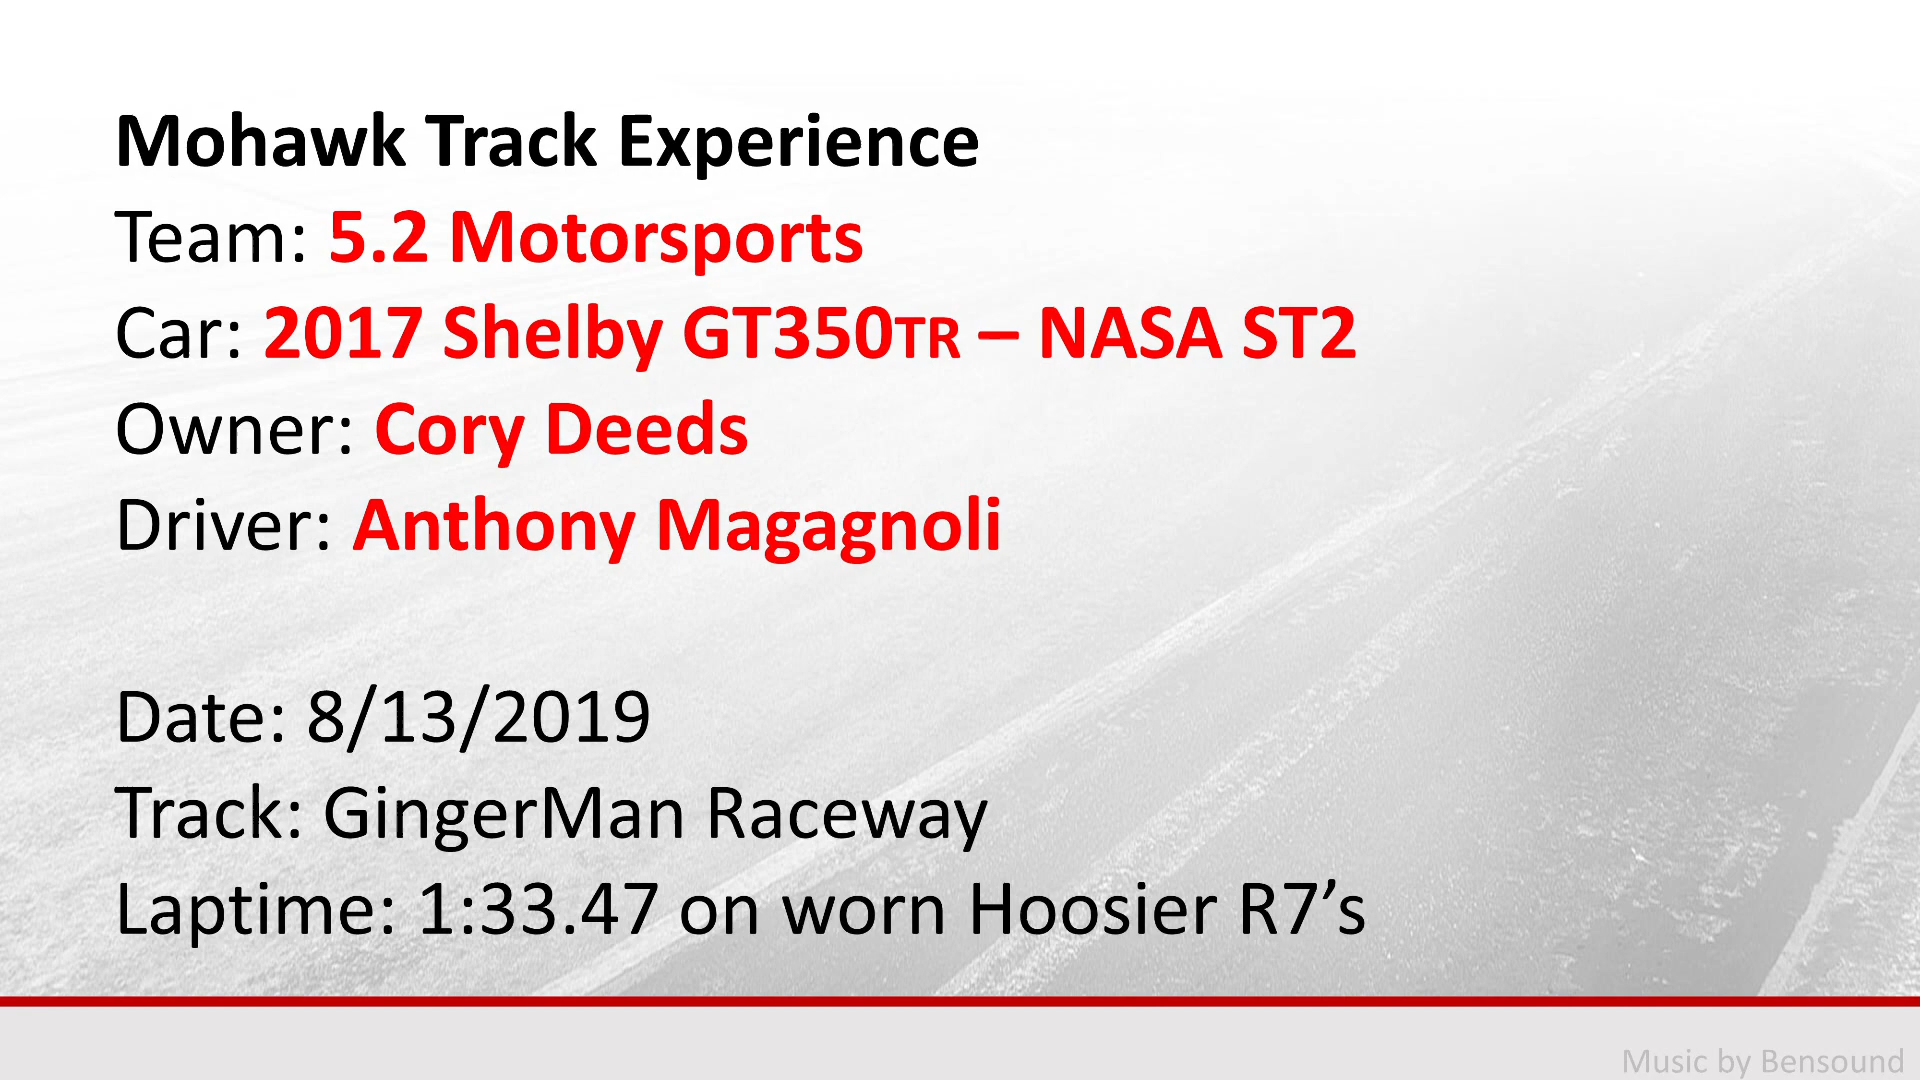 Mohawk Track Experience
Team: 5.2 Motorsports
Car: 2017 Shelby GT350TR – NASA ST2
Owner: Cory Deeds
Driver: Anthony Magagnoli
Date: 8/13/2019
Track: GingerMan Raceway
Laptime: 1:33.47 on worn Hoosier R7’s
Music by Bensound